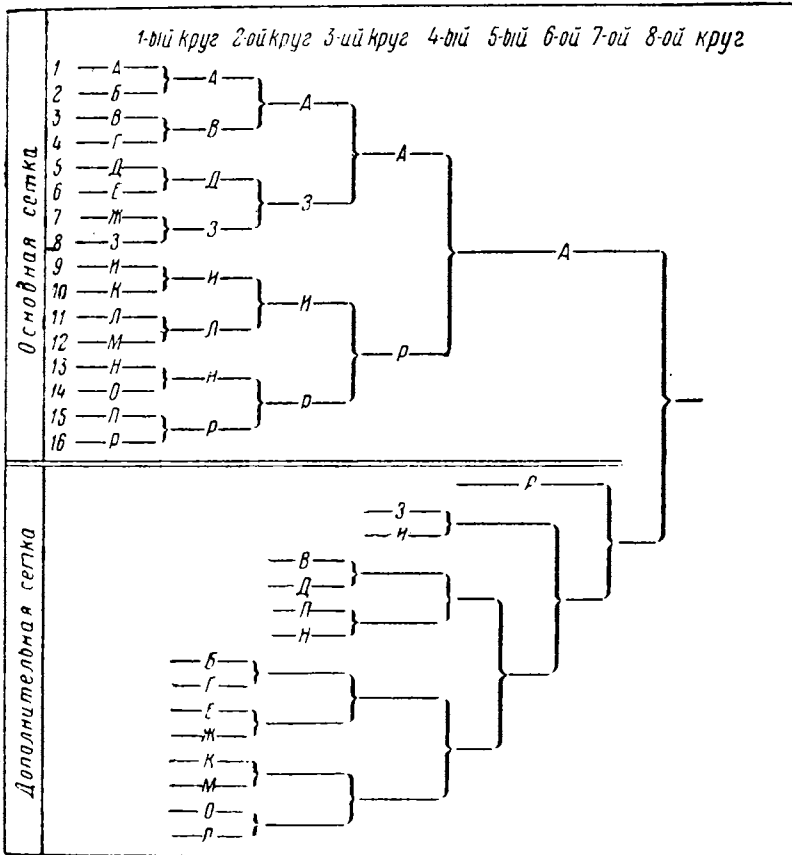 1-ый круг 2-ой круг 3-ий круг 4-ый 5-ый 6-ой 7-ой 8-ой круг
Основная сетка
1 А
2 Б
3 В
4 Г
5 Д
6 Е
7 Ж
8 З
9 И
10 К
11 Л
12 М
13 Н
14 О
15 П
16 Р
А
В
Д
З
И
Л
Н
Р
А
З
И
Р
А
Р
А
Дополнительная сетка
Р
З
И
В
Д
Л
Н
Б
Г
Е
Ж
К
М
О
П